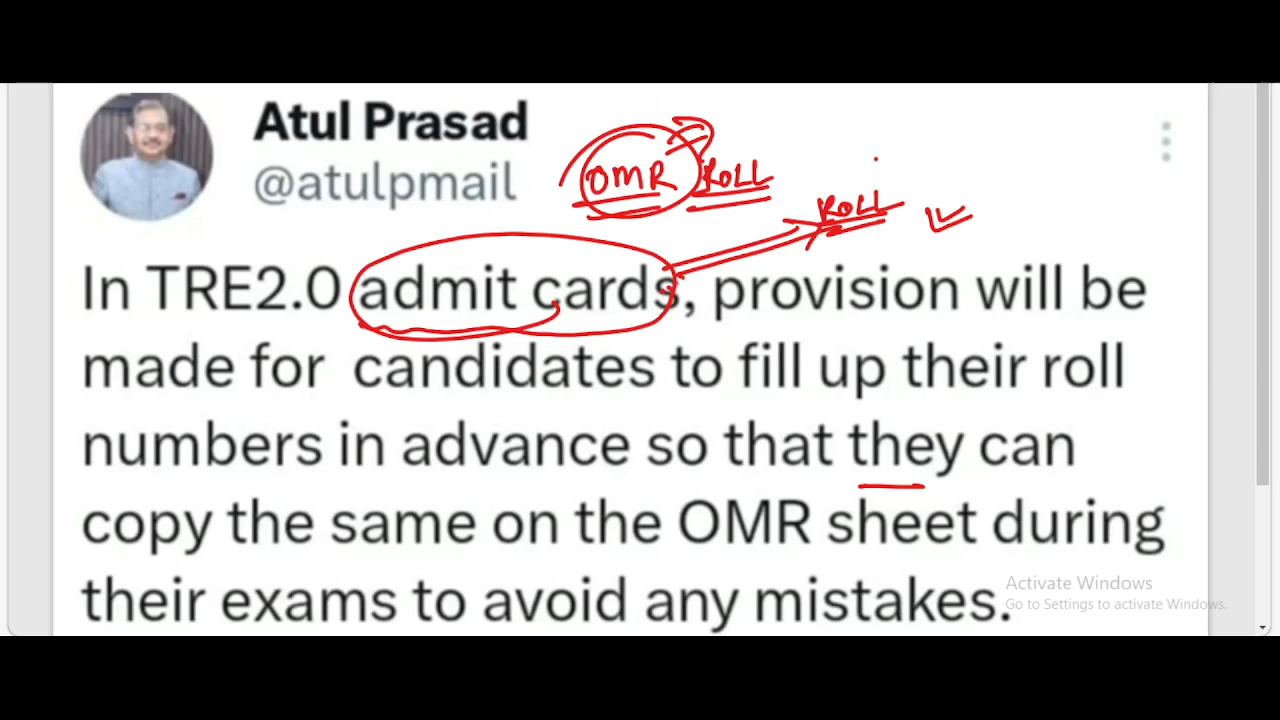 Atul Prasad
@atulpmail
OMR ROLL
ROLL
In TRE2.0 admit cards, provision will be
made for candidates to fill up their roll
numbers in advance so that they can
copy the same on the OMR sheet during
their exams to avoid any mistakes.
Activate Windows
Go to Settings to activate Windows.